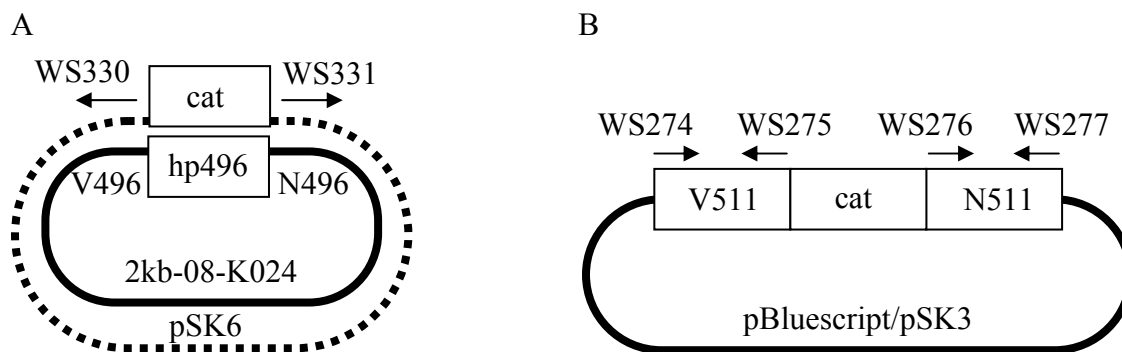 A
WS330 cat WS331
hp496
V496 N496
2kb-08-K024
pSK6
B
WS274 WS275 WS276 WS277
V511 cat N511
pBluescript/pSK3